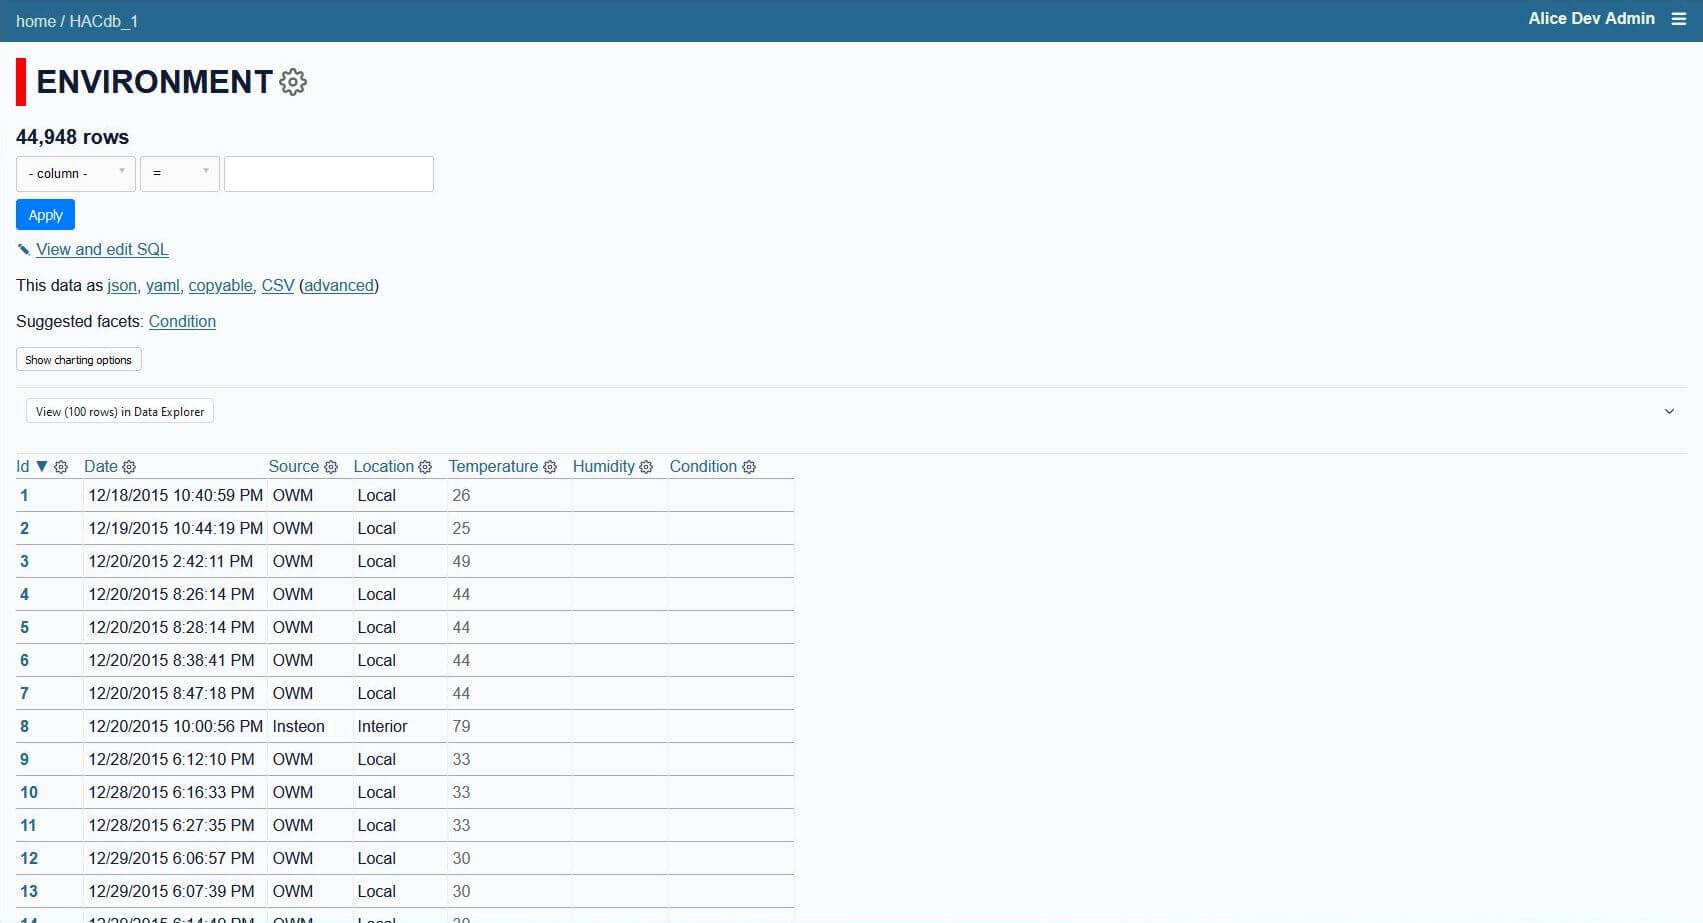 home / HACdb_1 Alice Dev Admin
ENVIRONMENT
44,948 rows
- column - =
Apply
View and edit SQL
This data as json, yaml, copyable, CSV (advanced)
Suggested facets: Condition
Show charting options
View (100 rows) in Data Explorer
Id ▼ Date Source Location Temperature Humidity Condition
1 12/18/2015 10:40:59 PM OWM Local 26
2 12/19/2015 10:44:19 PM OWM Local 25
3 12/20/2015 2:42:11 PM OWM Local 49
4 12/20/2015 8:26:14 PM OWM Local 44
5 12/20/2015 8:28:14 PM OWM Local 44
6 12/20/2015 8:38:41 PM OWM Local 44
7 12/20/2015 8:47:18 PM OWM Local 44
8 12/20/2015 10:00:56 PM Insteon Interior 79
9 12/28/2015 6:12:10 PM OWM Local 33
10 12/28/2015 6:16:33 PM OWM Local 33
11 12/28/2015 6:27:35 PM OWM Local 33
12 12/29/2015 6:06:57 PM OWM Local 30
13 12/29/2015 6:07:39 PM OWM Local 30